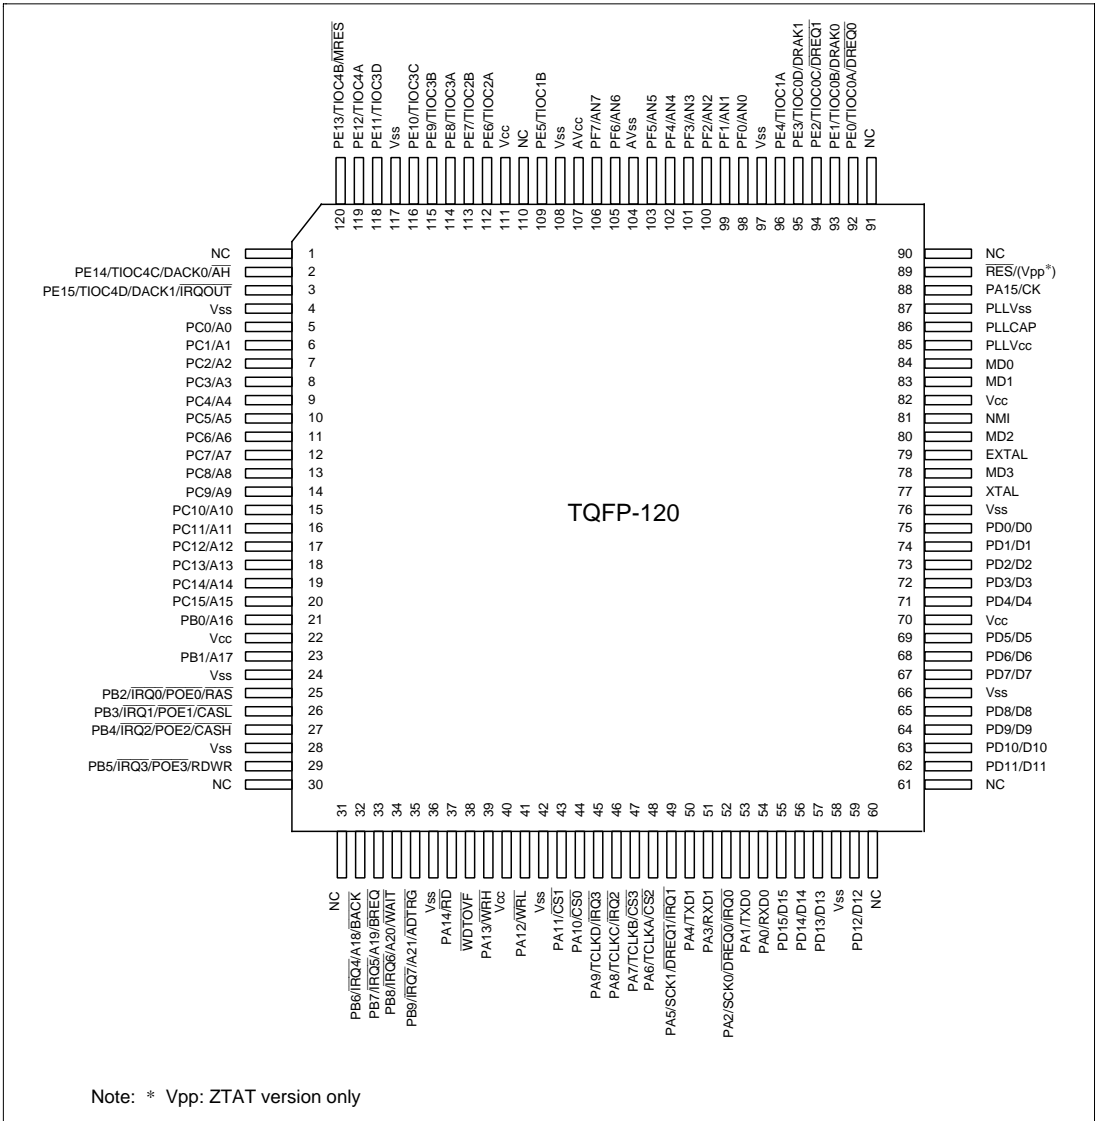 PE13/TIOC4B/MRES
PE12/TIOC4A
PE11/TIOC3D
Vss
PE10/TIOC3C
PE9/TIOC3B
PE8/TIOC3A
PE7/TIOC2B
PE6/TIOC2A
Vcc
NC
PE5/TIOC1B
Vss
AVcc
PF7/AN7
PF6/AN6
AVss
PF5/AN5
PF4/AN4
PF3/AN3
PF2/AN2
PF1/AN1
PF0/AN0
Vss
PE4/TIOC1A
PE3/TIOC0D/DRAK1
PE2/TIOC0C/DREQ1
PE1/TIOC0B/DRAK0
PE0/TIOC0A/DREQ0
NC
120
119
118
117
116
115
114
113
112
111
110
109
108
107
106
105
104
103
102
101
100
99
98
97
96
95
94
93
92
91
NC 1
PE14/TIOC4C/DACK0/AH 2
PE15/TIOC4D/DACK1/IRQOUT 3
Vss 4
PC0/A0 5
PC1/A1 6
PC2/A2 7
PC3/A3 8
PC4/A4 9
PC5/A5 10
PC6/A6 11
PC7/A7 12
PC8/A8 13
PC9/A9 14
PC10/A10 15
PC11/A11 16
PC12/A12 17
PC13/A13 18
PC14/A14 19
PC15/A15 20
PB0/A16 21
Vcc 22
PB1/A17 23
Vss 24
PB2/IRQ0/POE0/RAS 25
PB3/IRQ1/POE1/CASL 26
PB4/IRQ2/POE2/CASH 27
Vss 28
PB5/IRQ3/POE3/RDWR 29
NC 30
TQFP-120
90 NC
89 RES/(Vpp*)
88 PA15/CK
87 PLLVss
86 PLLCAP
85 PLLVcc
84 MD0
83 MD1
82 Vcc
81 NMI
80 MD2
79 EXTAL
78 MD3
77 XTAL
76 Vss
75 PD0/D0
74 PD1/D1
73 PD2/D2
72 PD3/D3
71 PD4/D4
70 Vcc
69 PD5/D5
68 PD6/D6
67 PD7/D7
66 Vss
65 PD8/D8
64 PD9/D9
63 PD10/D10
62 PD11/D11
61 NC
31
32
33
34
35
36
37
38
39
40
41
42
43
44
45
46
47
48
49
50
51
52
53
54
55
56
57
58
59
60
NC
PB6/IRQ4/A18/BACK
PB7/IRQ5/A19/BREQ
PB8/IRQ6/A20/WAIT
PB9/IRQ7/A21/ADTRG
Vss
PA14/RD
WDTOVF
PA13/WRH
Vcc
PA12/WRL
Vss
PA11/CS1
PA10/CS0
PA9/TCLKD/IRQ3
PA8/TCLKC/IRQ2
PA7/TCLKB/CS3
PA6/TCLKA/CS2
PA5/SCK1/DREQ1/IRQ1
PA4/TXD1
PA3/RXD1
PA2/SCK0/DREQ0/IRQ0
PA1/TXD0
PA0/RXD0
PD15/D15
PD14/D14
PD13/D13
Vss
PD12/D12
NC
Note: * Vpp: ZTAT version only